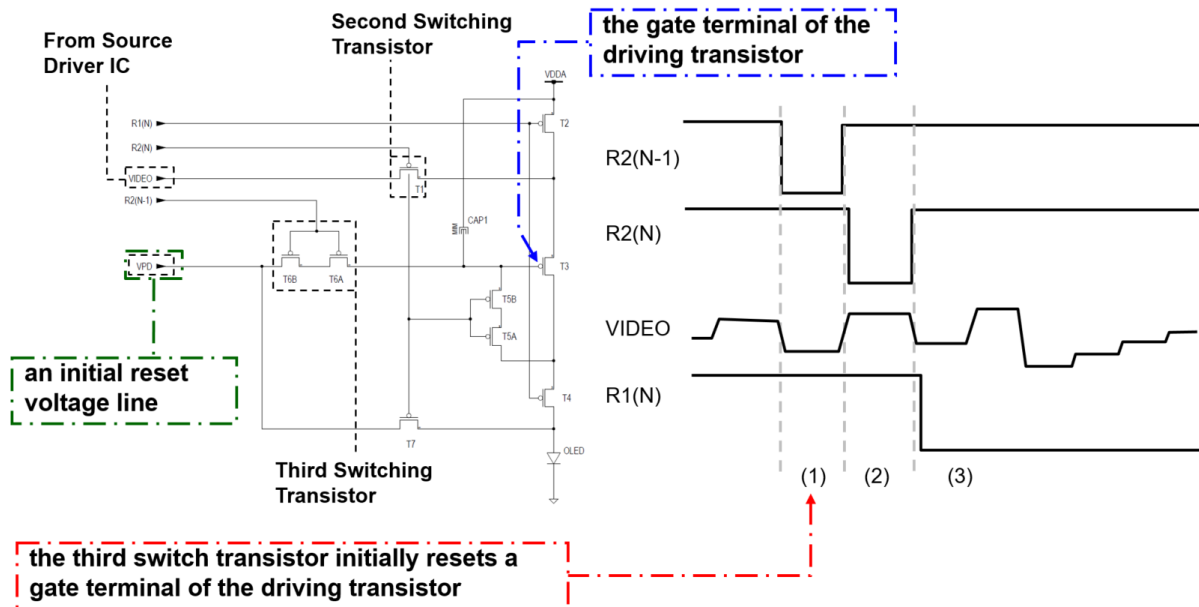 Second Switching
Transistor
the gate terminal of the
driving transistor
From Source
Driver IC
VDDA
R1(N)
T2
R2(N)
VIDEO
T1
R2(N-1)
CAP1
MIM
VPD
T6B
T6A
T3
T5B
T5A
an initial reset
voltage line
T4
T7
OLED
Third Switching
Transistor
R2(N-1)
R2(N)
VIDEO
R1(N)
(1)
(2)
(3)
the third switch transistor initially resets a
gate terminal of the driving transistor